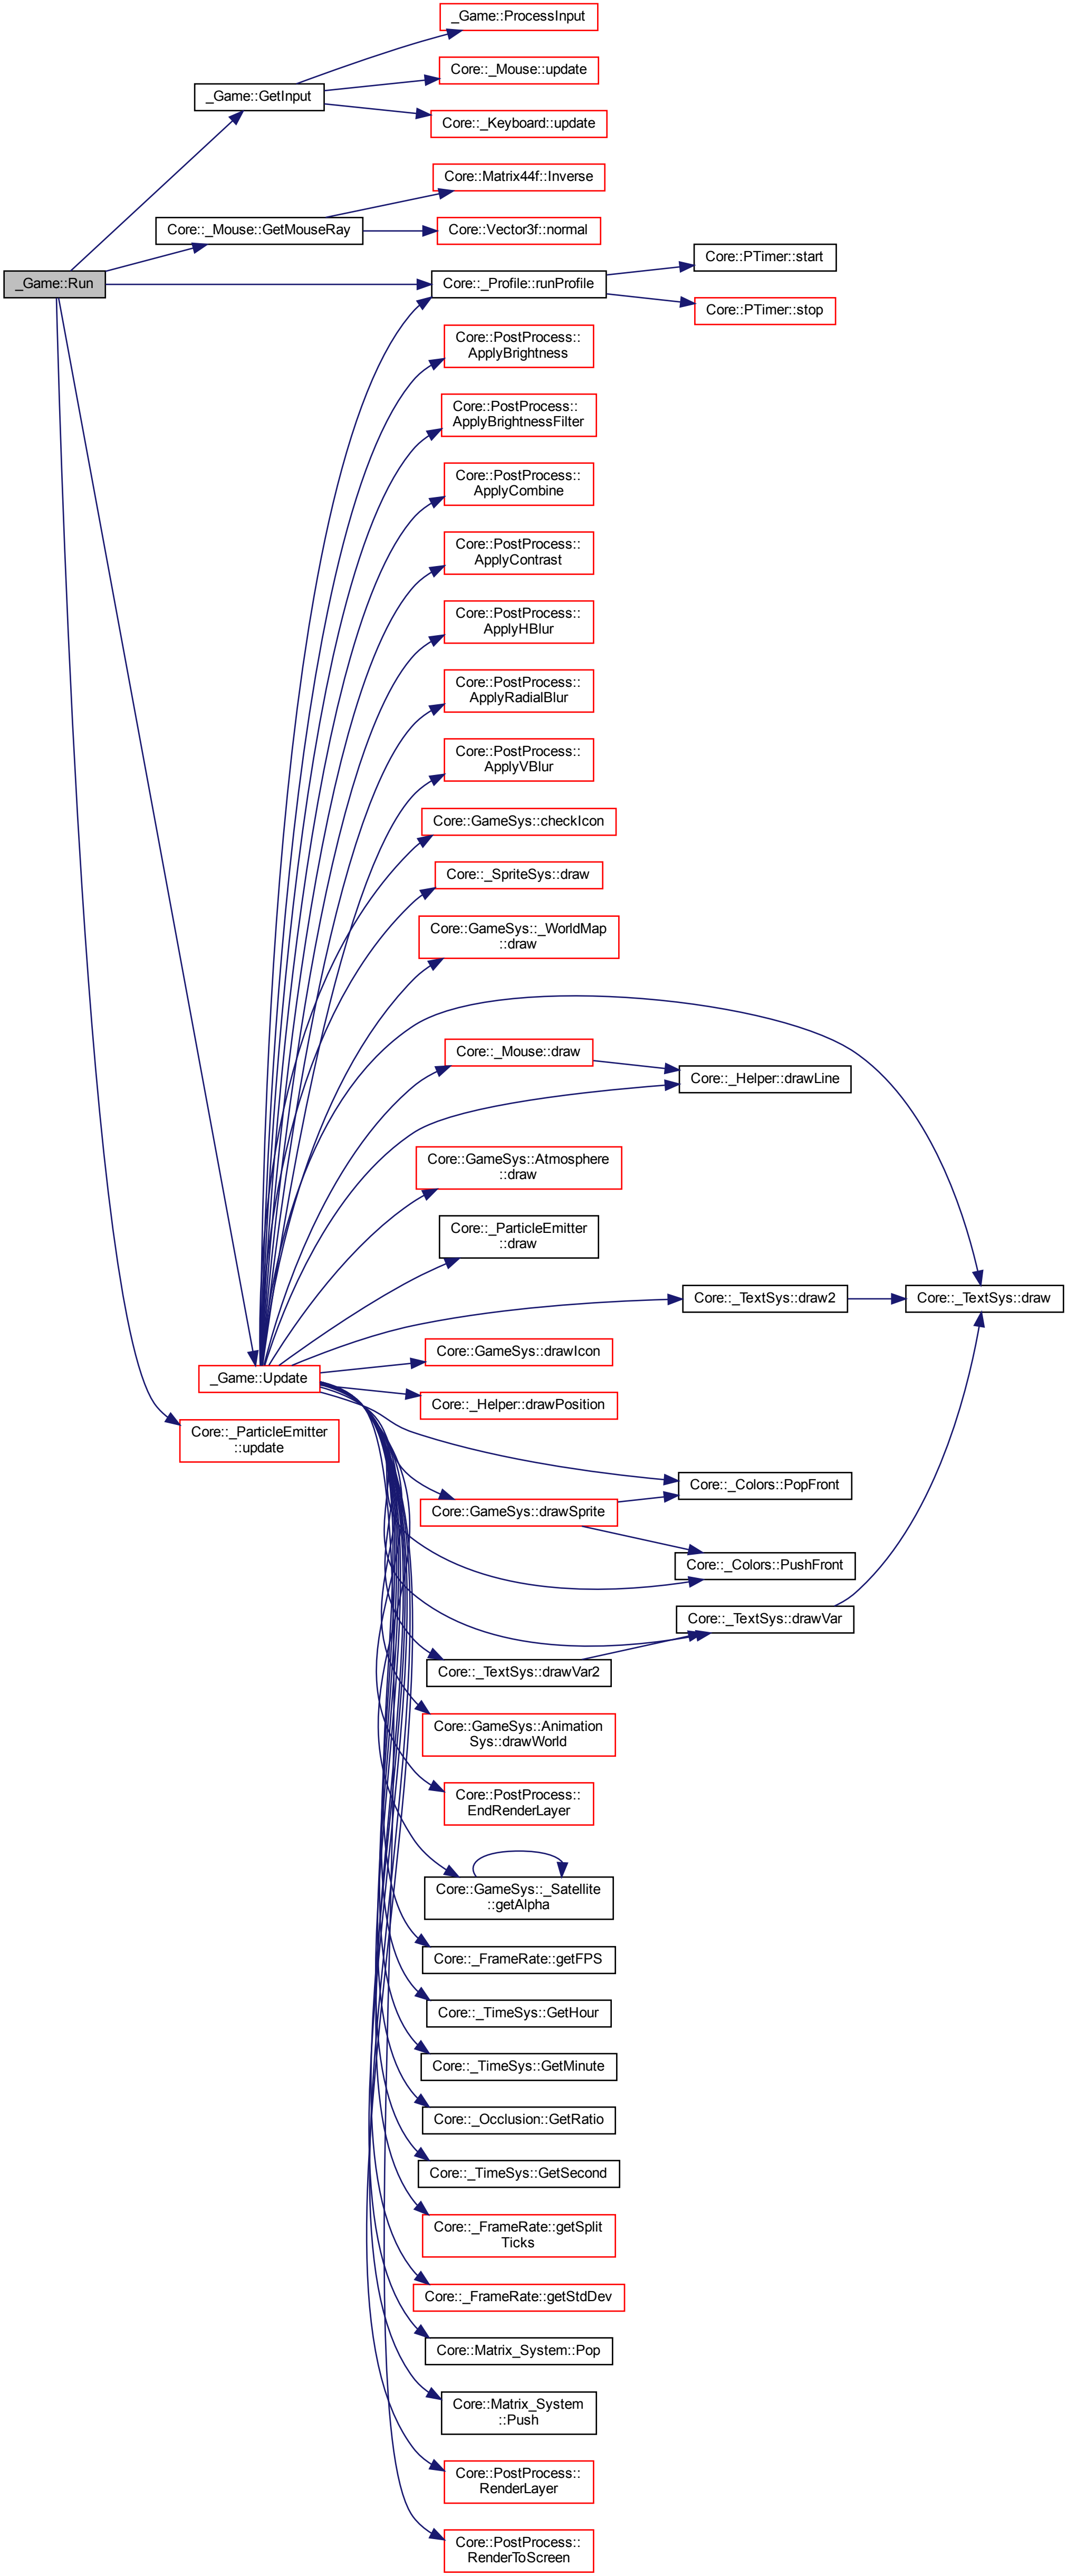 _Game::ProcessInput
Core::_Mouse::update
_Game::GetInput
Core::_Keyboard::update
Core::Matrix44f::Inverse
Core::_Mouse::GetMouseRay
Core::Vector3f::normal
Core::PTimer::start
_Game::Run
Core::_Profile::runProfile
Core::PTimer::stop
Core::PostProcess::
ApplyBrightness
Core::PostProcess::
ApplyBrightnessFilter
Core::PostProcess::
ApplyCombine
Core::PostProcess::
ApplyContrast
Core::PostProcess::
ApplyHBlur
Core::PostProcess::
ApplyRadialBlur
Core::PostProcess::
ApplyVBlur
Core::GameSys::checkIcon
Core::_SpriteSys::draw
Core::GameSys::_WorldMap
::draw
Core::_Mouse::draw
Core::_Helper::drawLine
Core::GameSys::Atmosphere
::draw
Core::_ParticleEmitter
::draw
Core::_TextSys::draw2
Core::_TextSys::draw
Core::GameSys::drawIcon
_Game::Update
Core::_Helper::drawPosition
Core::_ParticleEmitter
::update
Core::_Colors::PopFront
Core::GameSys::drawSprite
Core::_Colors::PushFront
Core::_TextSys::drawVar
Core::_TextSys::drawVar2
Core::GameSys::Animation
Sys::drawWorld
Core::PostProcess::
EndRenderLayer
Core::GameSys::_Satellite
::getAlpha
Core::_FrameRate::getFPS
Core::_TimeSys::GetHour
Core::_TimeSys::GetMinute
Core::_Occlusion::GetRatio
Core::_TimeSys::GetSecond
Core::_FrameRate::getSplit
Ticks
Core::_FrameRate::getStdDev
Core::Matrix_System::Pop
Core::Matrix_System
::Push
Core::PostProcess::
RenderLayer
Core::PostProcess::
RenderToScreen